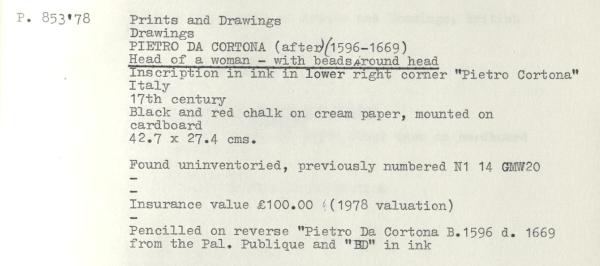 P. 853'78
Prints and Drawings
Drawings
PIETRO DA CORTONA (after)(1596-1669)
Head of a woman - with beads round head
Inscription in ink in lower right corner "Pietro Cortona"
Italy
17th century
Black and red chalk on cream paper, mounted on
cardboard
42.7 x 27.4 cms.
Found uninventoried, previously numbered N1 14 GMW20
-
-
Insurance value £100.00 (1978 valuation)
-
Pencilled on reverse "Pietro Da Cortona B.1596 d. 1669
from the Pal. Publique and "BD" in ink